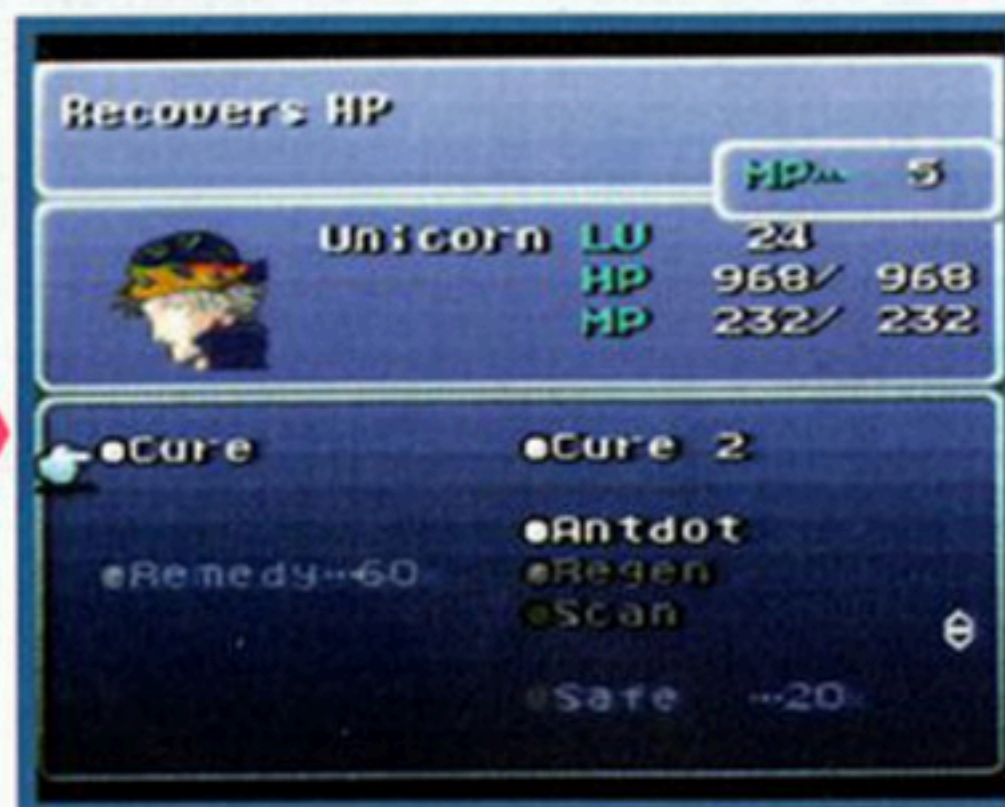 Recovers HP
MP… 5
Unicorn LV 24
HP 968/ 968
MP 232/ 232
Cure Cure 2
Antdot
Remedy…60 Regen
Scan
Safe …20